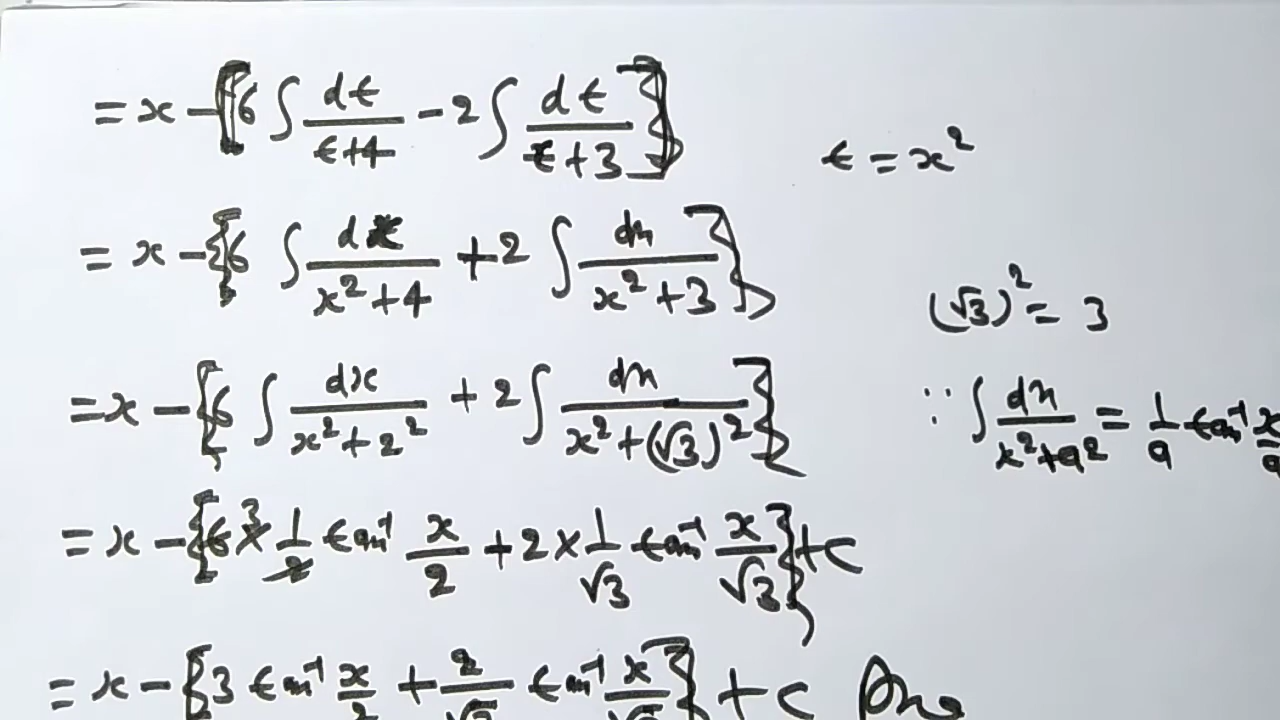 = x - {6 ∫ dt/(t+4) - 2 ∫ dt/(t+3)}
t = x²
= x - {6 ∫ dx/(x²+4) + 2 ∫ dx/(x²+3)}
(√3)² = 3
= x - {6 ∫ dx/(x²+2²) + 2 ∫ dx/(x²+(√3)²)}
∵ ∫ dx/(x²+a²) = 1/a tan⁻¹ x/a
= x - {6 3 × 1/2 tan⁻¹ x/2 + 2 × 1/√3 tan⁻¹ x/√3} + c
= x - {3 tan⁻¹ x/2 + 2/√3 tan⁻¹ x/√3} + c Ans